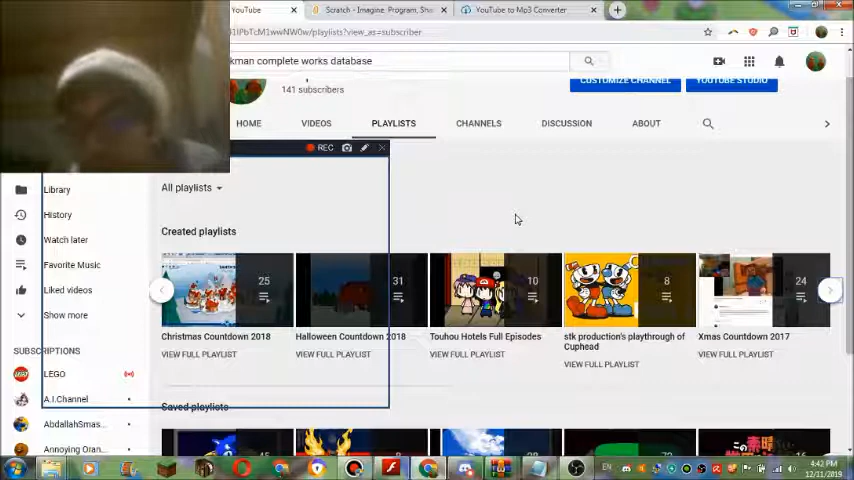 YouTube
Scratch - Imagine, Program, Sha
YouTube to Mp3 Converter
1IPbTcM1wwNW0w/playlists?view_as=subscriber
kman complete works database
141 subscribers
CUSTOMIZE CHANNEL
YOUTUBE STUDIO
HOME
VIDEOS
PLAYLISTS
CHANNELS
DISCUSSION
ABOUT
REC
Library
All playlists
History
Created playlists
Watch later
Favorite Music
Liked videos
Show more
25
31
10
8
24
Christmas Countdown 2018
Halloween Countdown 2018
Touhou Hotels Full Episodes
stk production's playthrough of
Cuphead
Xmas Countdown 2017
VIEW FULL PLAYLIST
VIEW FULL PLAYLIST
VIEW FULL PLAYLIST
VIEW FULL PLAYLIST
VIEW FULL PLAYLIST
SUBSCRIPTIONS
LEGO
A.I.Channel
AbdallahSmas...
Annoying Oran...
Saved playlists
EN
4:42 PM
12/11/2019